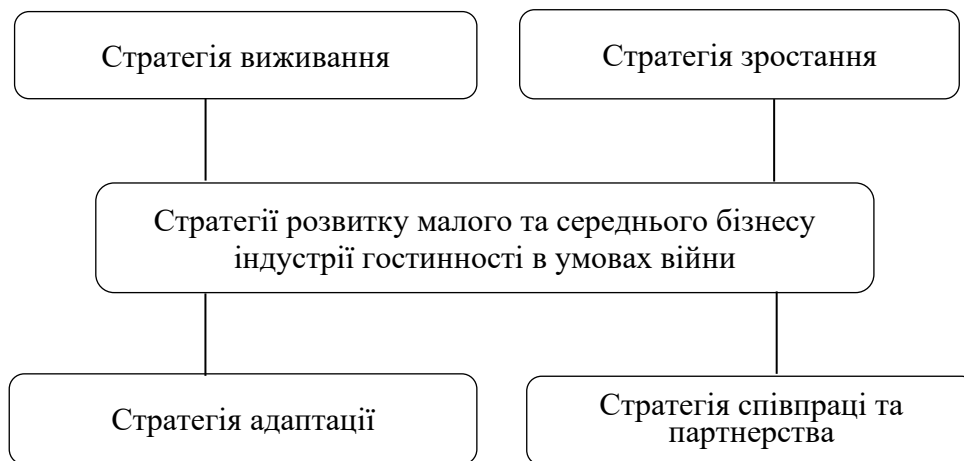 Стратегія виживання
Стратегія зростання
Стратегії розвитку малого та середнього бізнесу
індустрії гостинності в умовах війни
Стратегія адаптації
Стратегія співпраці та
партнерства